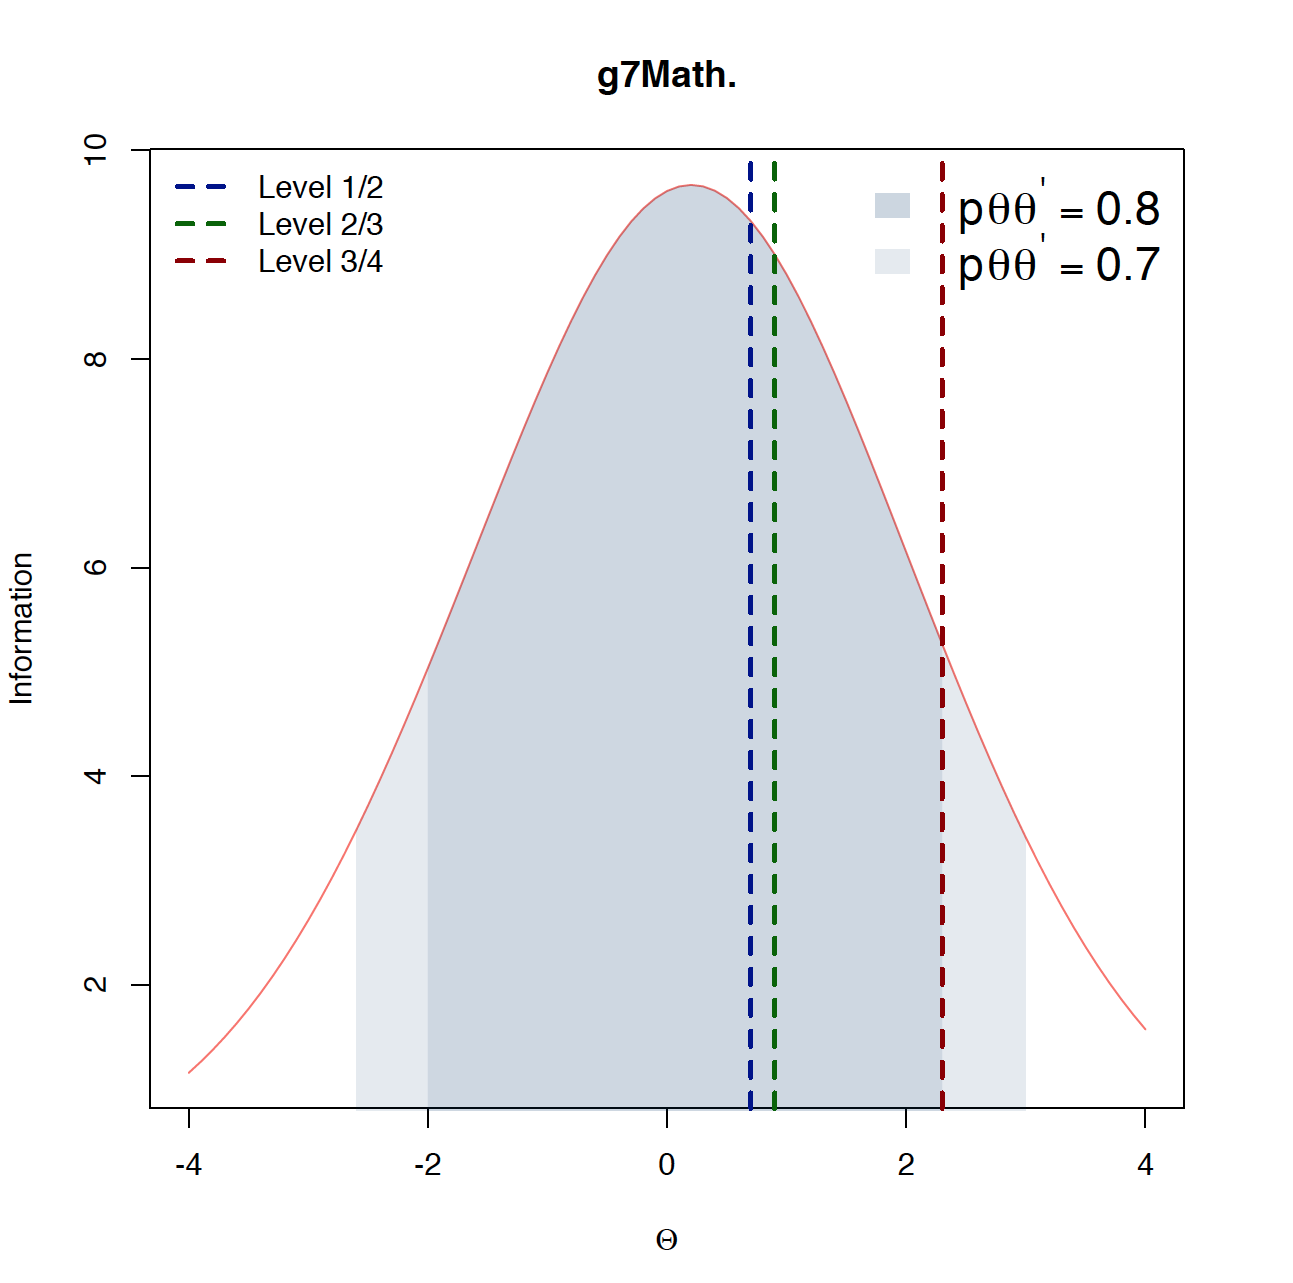 g7Math.
Level 1/2
Level 2/3
Level 3/4
pθθ' = 0.8
pθθ' = 0.7
10
8
6
4
2
Information
-4 -2 0 2 4
Θ